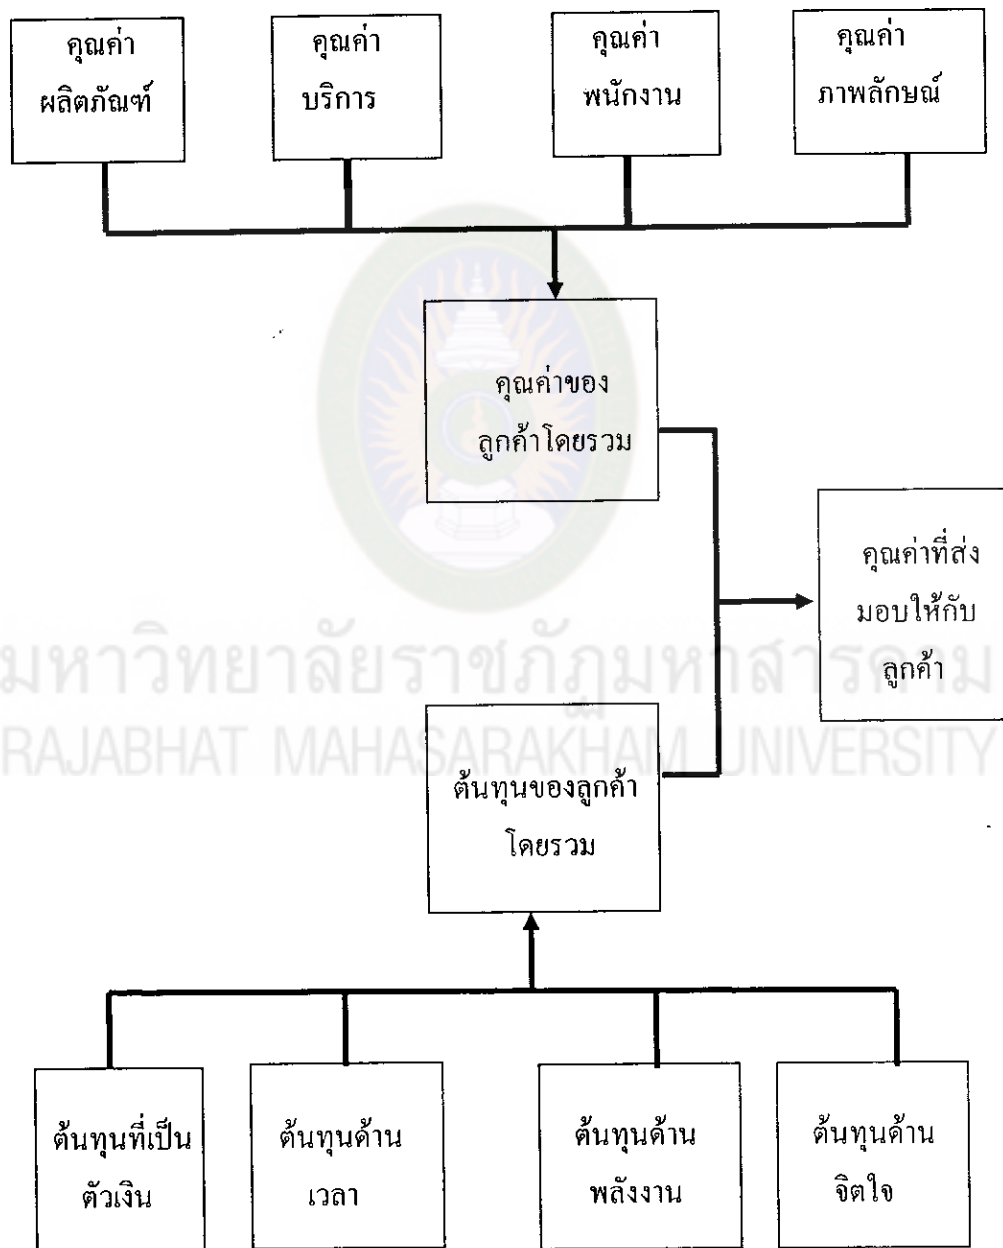 คุณค่า
ผลิตภัณฑ์
คุณค่า
บริการ
คุณค่า
พนักงาน
คุณค่า
ภาพลักษณ์
คุณค่าของ
ลูกค้าโดยรวม
คุณค่าที่ส่ง
มอบให้กับ
ลูกค้า
มหาวิทยาลัยราชภัฏมหาสารคาม
RAJABHAT MAHASARAKHAM UNIVERSITY
ต้นทุนของลูกค้า
โดยรวม
ต้นทุนที่เป็น
ตัวเงิน
ต้นทุนด้าน
เวลา
ต้นทุนด้าน
พลังงาน
ต้นทุนด้าน
จิตใจ